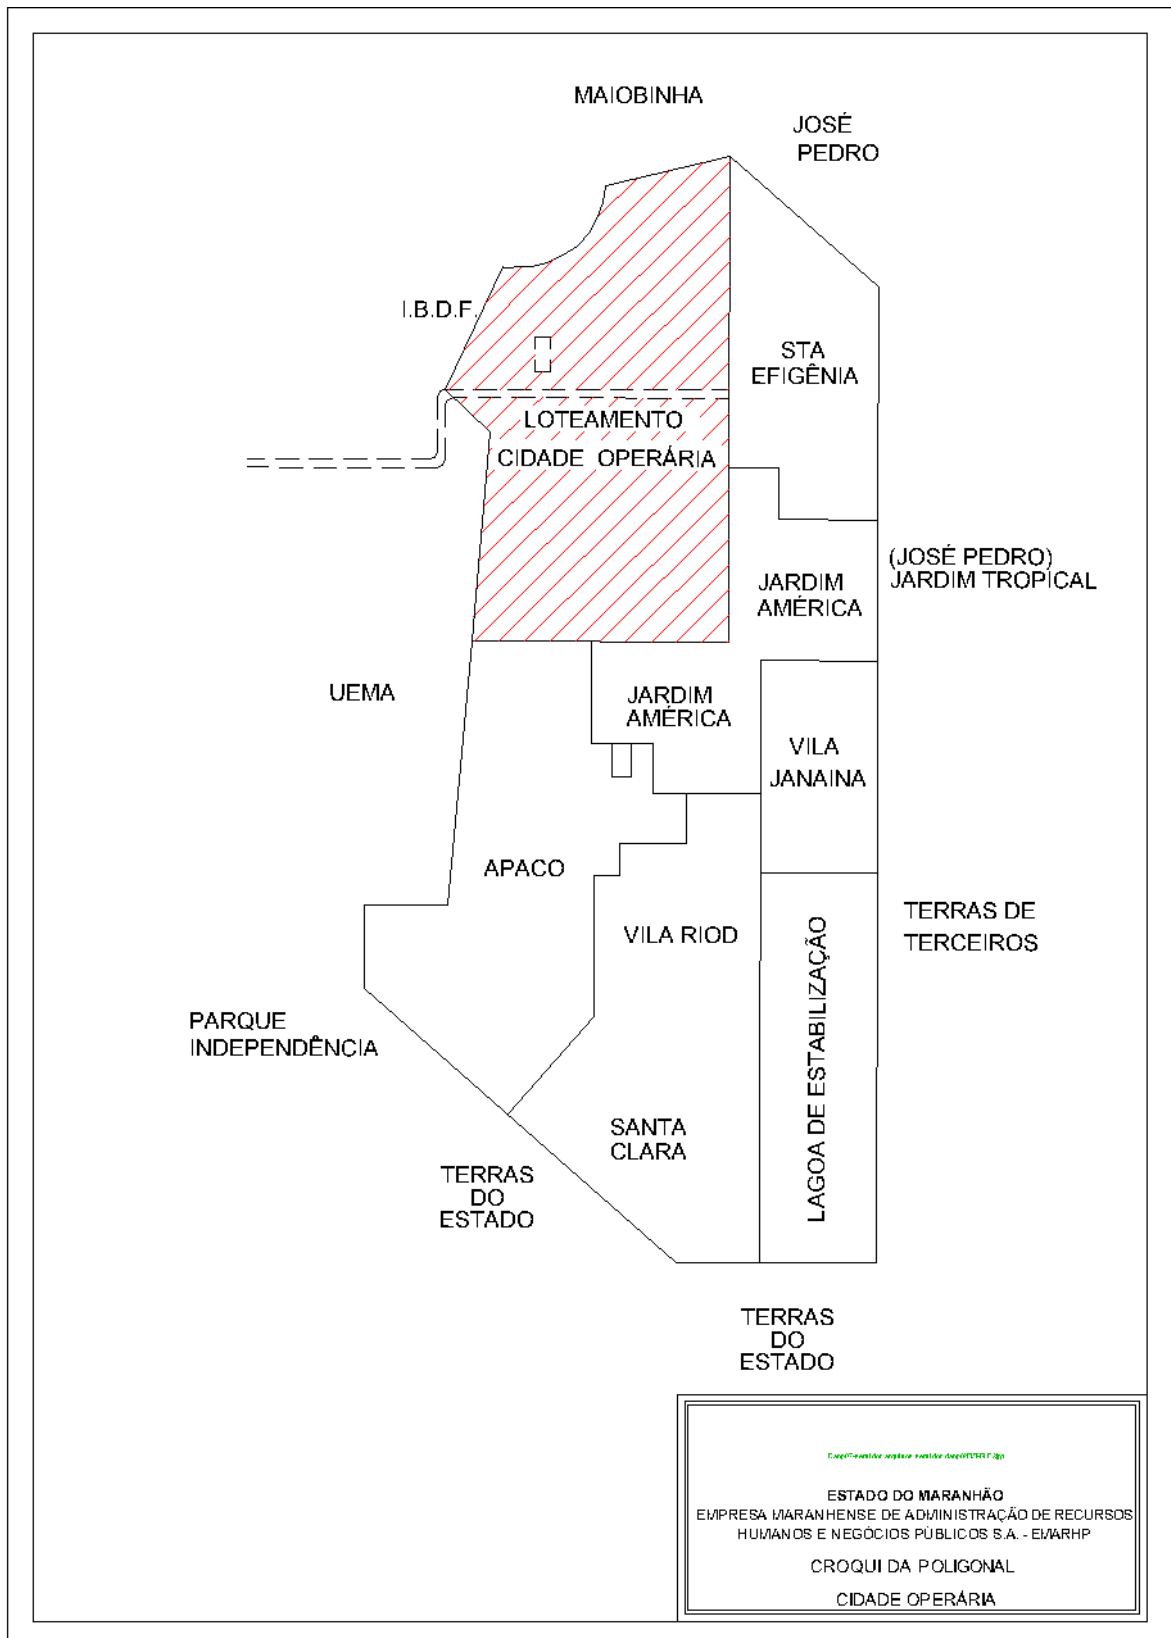 MAIOBINHA
JOSÉ
PEDRO
I.B.D.F.
STA
EFIGÊNIA
LOTEAMENTO
CIDADE OPERÁRIA
(JOSÉ PEDRO)
JARDIM TROPICAL
JARDIM
AMÉRICA
UEMA
JARDIM
AMÉRICA
VILA
JANAINA
APACO
VILA RIOD
TERRAS DE
TERCEIROS
LAGOA DE ESTABILIZAÇÃO
PARQUE
INDEPENDÊNCIA
SANTA
CLARA
TERRAS
DO
ESTADO
TERRAS
DO
ESTADO
ESTADO DO MARANHÃO
EMPRESA MARANHENSE DE ADMINISTRAÇÃO DE RECURSOS
HUMANOS E NEGÓCIOS PÚBLICOS S.A. - EMARHP
CROQUI DA POLIGONAL
CIDADE OPERÁRIA